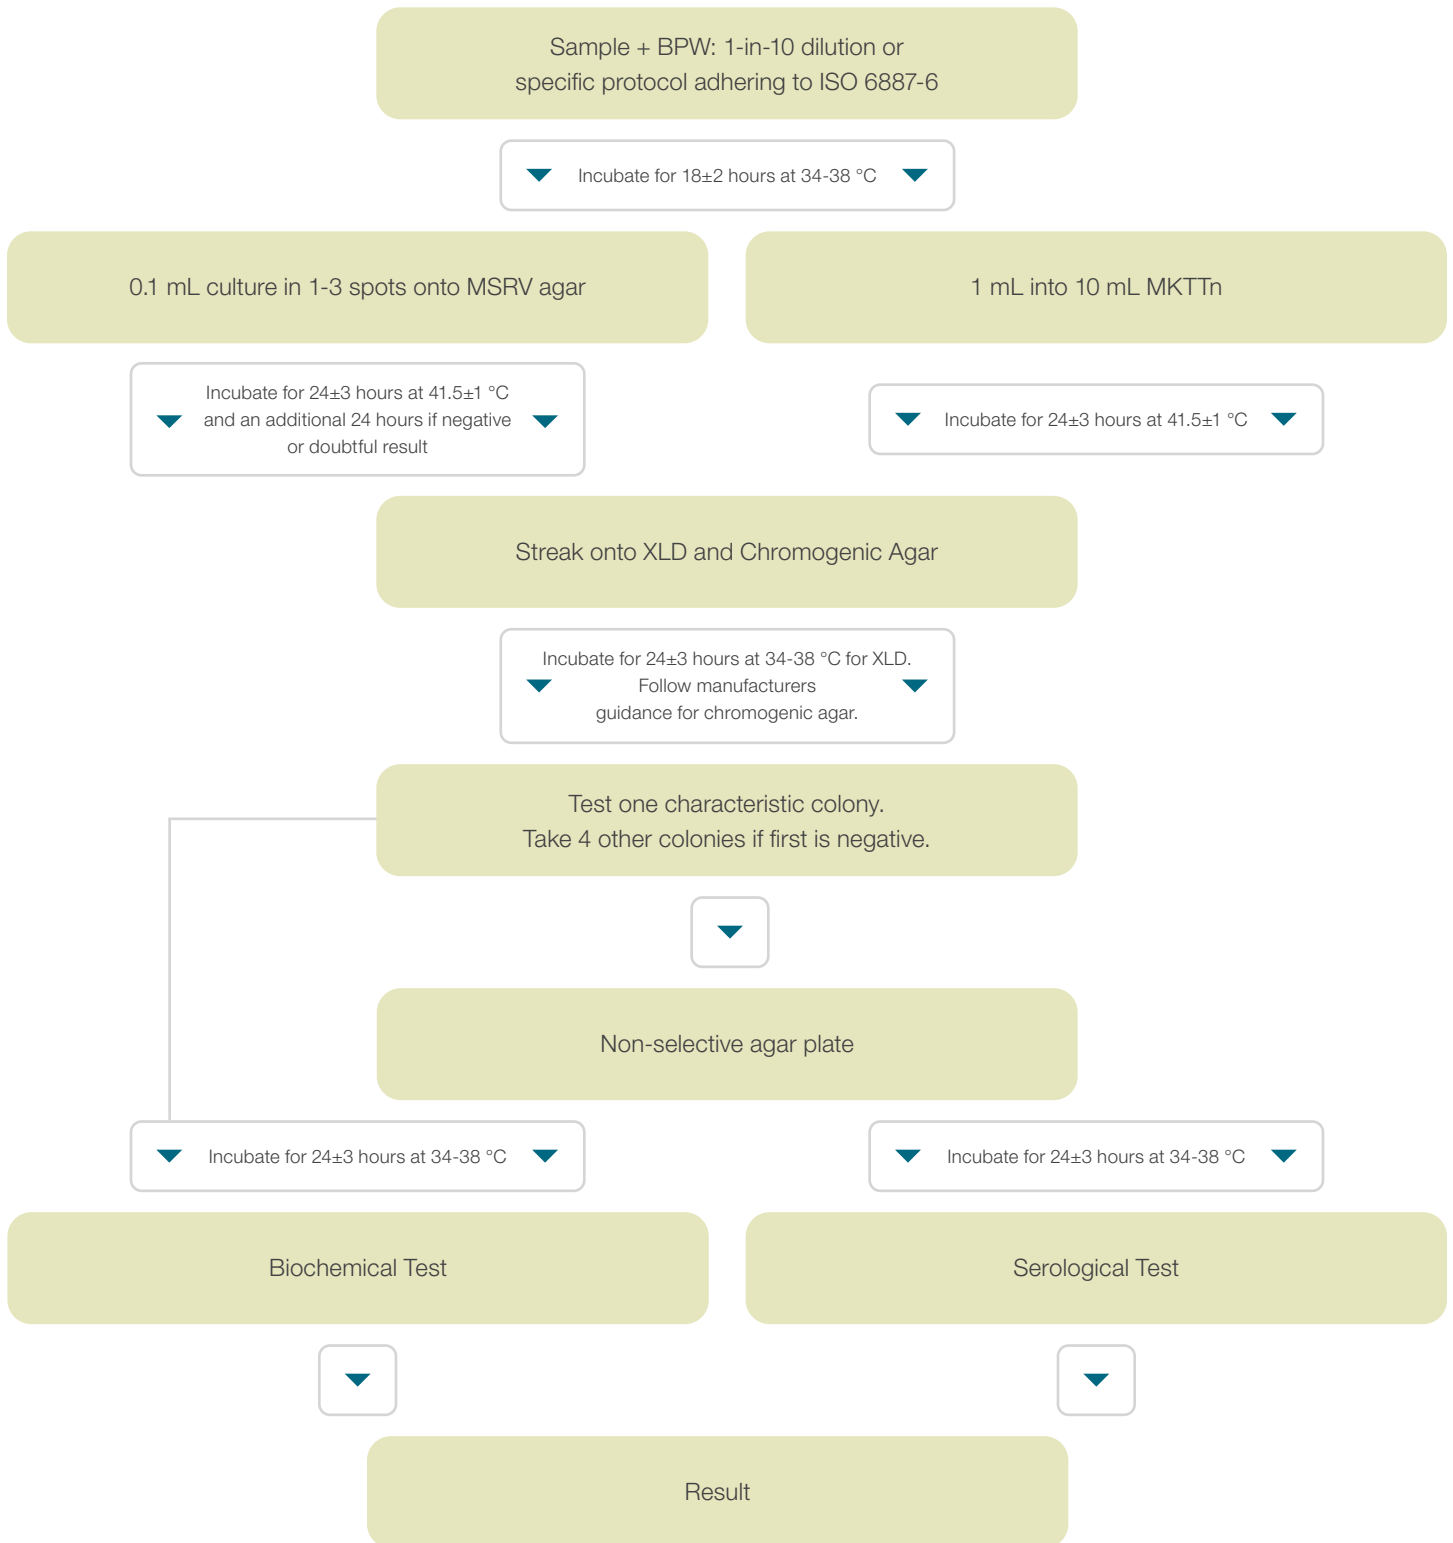 Sample + BPW: 1-in-10 dilution or
specific protocol adhering to ISO 6887-6
Incubate for 18±2 hours at 34-38 °C
0.1 mL culture in 1-3 spots onto MSRV agar
1 mL into 10 mL MKTTn
Incubate for 24±3 hours at 41.5±1 °C
and an additional 24 hours if negative
or doubtful result
Incubate for 24±3 hours at 41.5±1 °C
Streak onto XLD and Chromogenic Agar
Incubate for 24±3 hours at 34-38 °C for XLD.
Follow manufacturers
guidance for chromogenic agar.
Test one characteristic colony.
Take 4 other colonies if first is negative.
Non-selective agar plate
Incubate for 24±3 hours at 34-38 °C
Incubate for 24±3 hours at 34-38 °C
Biochemical Test
Serological Test
Result